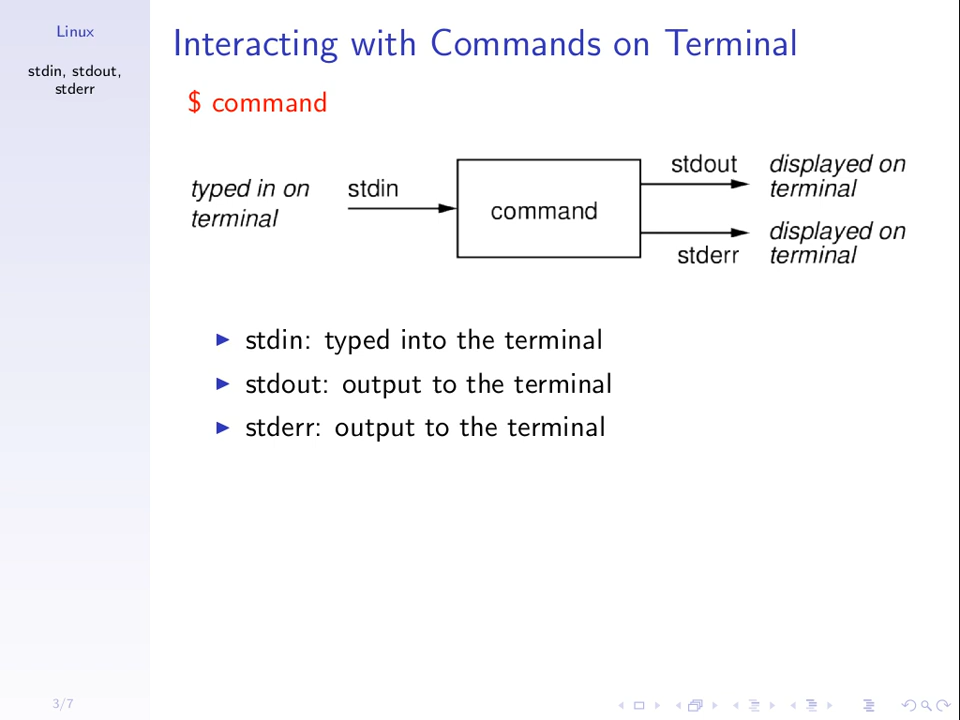 Linux
stdin, stdout,
stderr
Interacting with Commands on Terminal
$ command
typed in on
terminal
stdin
command
stdout
displayed on
terminal
stderr
displayed on
terminal
stdin: typed into the terminal
stdout: output to the terminal
stderr: output to the terminal
3/7